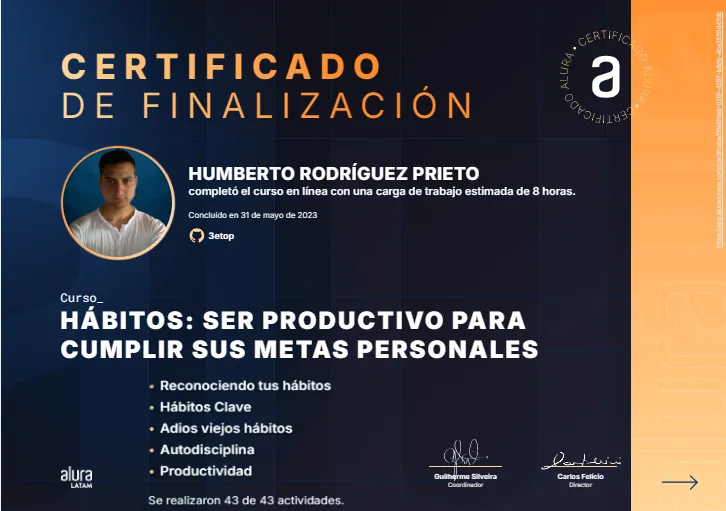 CERTIFICADO
DE FINALIZACIÓN
CERTIFICADO ALURA • CERTIFICADO ALURA •
a
HUMBERTO RODRÍGUEZ PRIETO
completó el curso en línea con una carga de trabajo estimada de 8 horas.
Concluído en 31 de mayo de 2023
3etop
Curso_
HÁBITOS: SER PRODUCTIVO PARA
CUMPLIR SUS METAS PERSONALES
• Reconociendo tus hábitos
• Hábitos Clave
• Adios viejos hábitos
• Autodisciplina
• Productividad
Se realizaron 43 de 43 actividades.
alura
LATAM
Guilherme Silveira
Coordinador
Carlos Felício
Director
alura